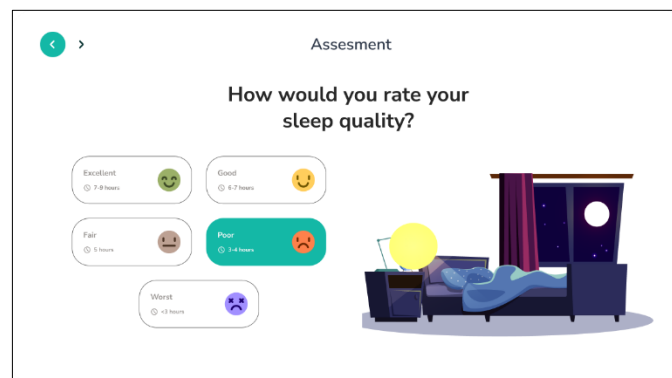 Assesment
How would you rate your
sleep quality?
Excellent
7-8 hours
Good
6-7 hours
Fair
5 hours
Poor
3-4 hours
Worst
<3 hours